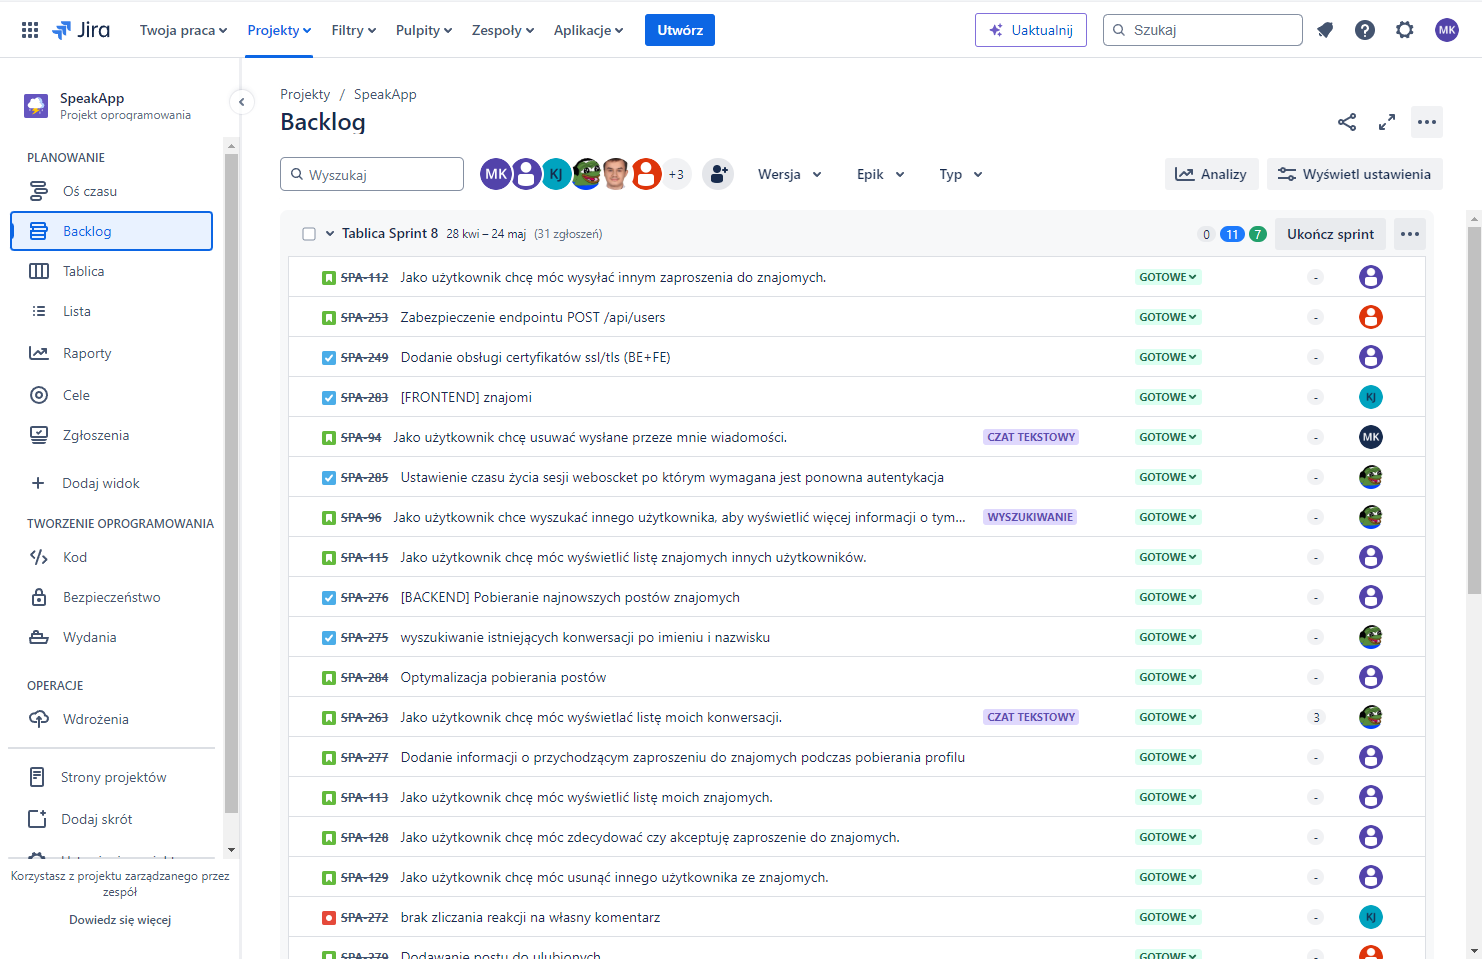 Jira
Twoja praca
Projekty
Filtry
Pulpity
Zespoły
Aplikacje
Utwórz
Uaktualnij
Szukaj
MK
SpeakApp
Projekt oprogramowania
PLANOWANIE
Oś czasu
Backlog
Tablica
Lista
Raporty
Cele
Zgłoszenia
Dodaj widok
TWORZENIE OPROGRAMOWANIA
Kod
Bezpieczeństwo
Wydania
OPERACJE
Wdrożenia
Strony projektów
Dodaj skrót
Korzystasz z projektu zarządzanego przez
zespół
Dowiedz się więcej
Projekty / SpeakApp
Backlog
Wyszukaj
MK KJ +3
Wersja
Epik
Typ
Analizy
Wyświetl ustawienia
Tablica Sprint 8 28 kwi – 24 maj (31 zgłoszeń) 0 11 7 Ukończ sprint
SPA-112 Jako użytkownik chcę móc wysyłać innym zaproszenia do znajomych. GOTOWE -
SPA-253 Zabezpieczenie endpointu POST /api/users GOTOWE -
SPA-249 Dodanie obsługi certyfikatów ssl/tls (BE+FE) GOTOWE -
SPA-283 [FRONTEND] znajomi GOTOWE - KJ
SPA-94 Jako użytkownik chcę usuwać wysłane przeze mnie wiadomości. CZAT TEKSTOWY GOTOWE - MK
SPA-285 Ustawienie czasu życia sesji weboscket po którym wymagana jest ponowna autentykacja GOTOWE -
SPA-96 Jako użytkownik chce wyszukać innego użytkownika, aby wyświetlić więcej informacji o tym... WYSZUKIWANIE GOTOWE -
SPA-115 Jako użytkownik chcę móc wyświetlić listę znajomych innych użytkowników. GOTOWE -
SPA-276 [BACKEND] Pobieranie najnowszych postów znajomych GOTOWE -
SPA-275 wyszukiwanie istniejących konwersacji po imieniu i nazwisku GOTOWE -
SPA-284 Optymalizacja pobierania postów GOTOWE -
SPA-263 Jako użytkownik chcę móc wyświetlać listę moich konwersacji. CZAT TEKSTOWY GOTOWE 3
SPA-277 Dodanie informacji o przychodzącym zaproszeniu do znajomych podczas pobierania profilu GOTOWE -
SPA-113 Jako użytkownik chcę móc wyświetlić listę moich znajomych. GOTOWE -
SPA-128 Jako użytkownik chcę móc zdecydować czy akceptuję zaproszenie do znajomych. GOTOWE -
SPA-129 Jako użytkownik chcę móc usunąć innego użytkownika ze znajomych. GOTOWE -
SPA-272 brak zliczania reakcji na własny komentarz GOTOWE - KJ
SPA-279 Dodawanie postu do ulubionych GOTOWE